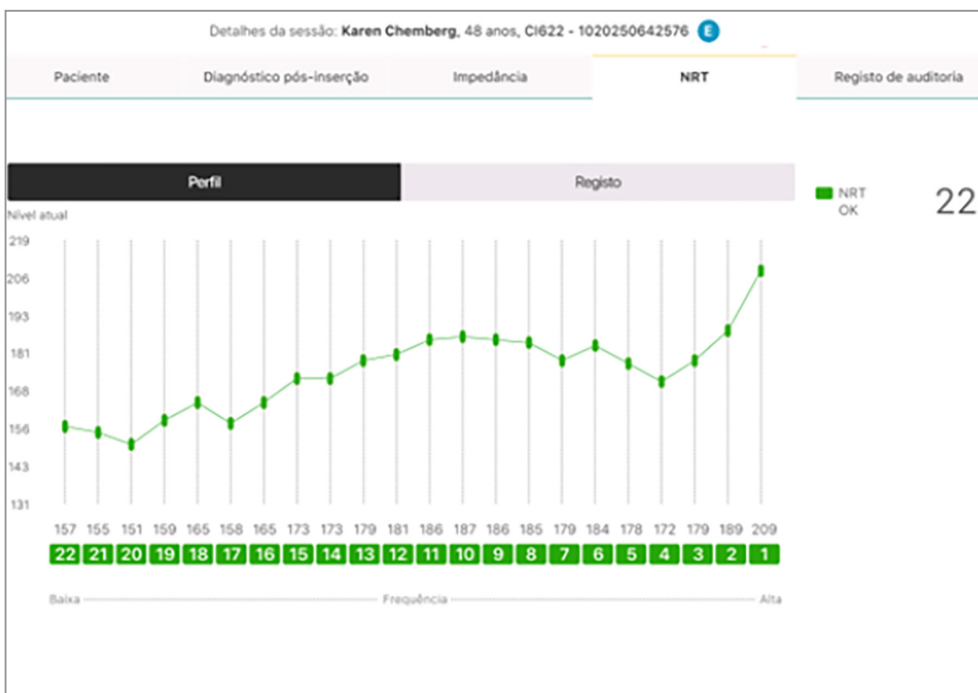 Detalhes da sessão: Karen Chemberg, 48 anos, CI622 - 1020250642576 E
Paciente Diagnóstico pós-inserção Impedância NRT Registo de auditoria
Perfil Registo
NRT OK 22
Nível atual
219
206
193
181
168
156
143
131
157 155 151 159 165 158 165 173 173 179 181 186 187 186 185 179 184 178 172 179 189 209
22 21 20 19 18 17 16 15 14 13 12 11 10 9 8 7 6 5 4 3 2 1
Baixa Frequência Alta